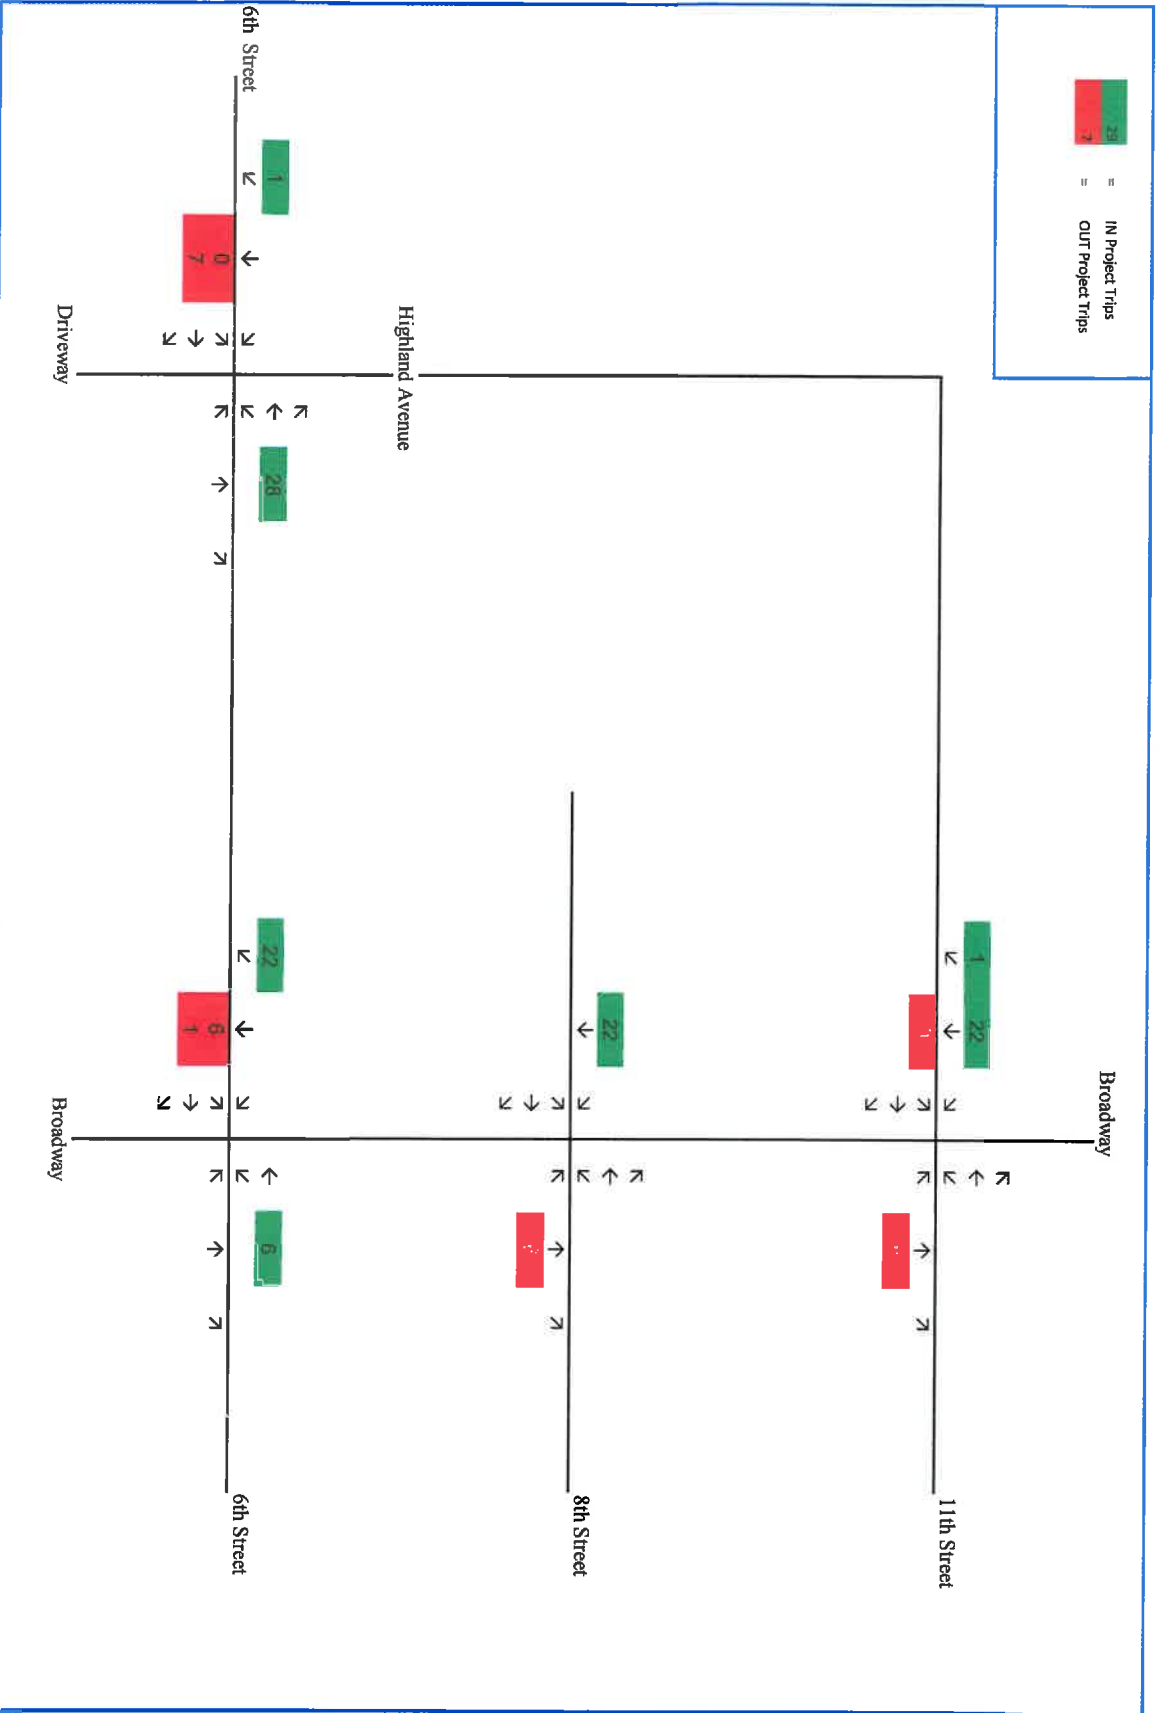 29 = IN Project Trips
7 = OUT Project Trips
Broadway
1 22
11th Street
22
8th Street
Highland Avenue
6th Street
1
0
7
28
22
6
1
6
6th Street
Driveway
Broadway